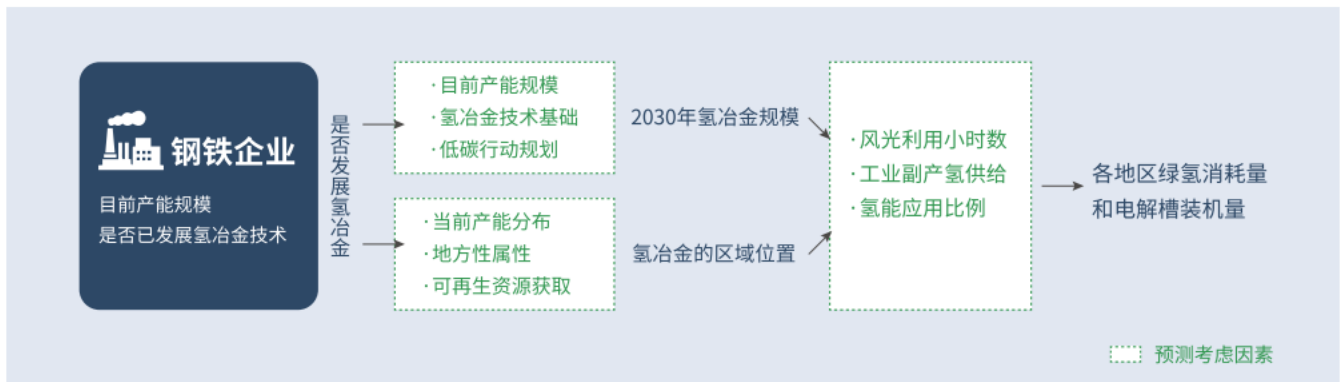 钢铁企业
目前产能规模
是否已发展氢冶金技术
是否发展氢冶金
·目前产能规模
·氢冶金技术基础
·低碳行动规划
·当前产能分布
·地方性属性
·可再生资源获取
2030年氢冶金规模
氢冶金的区域位置
·风光利用小时数
·工业副产氢供给
·氢能应用比例
各地区绿氢消耗量
和电解槽装机量
预测考虑因素